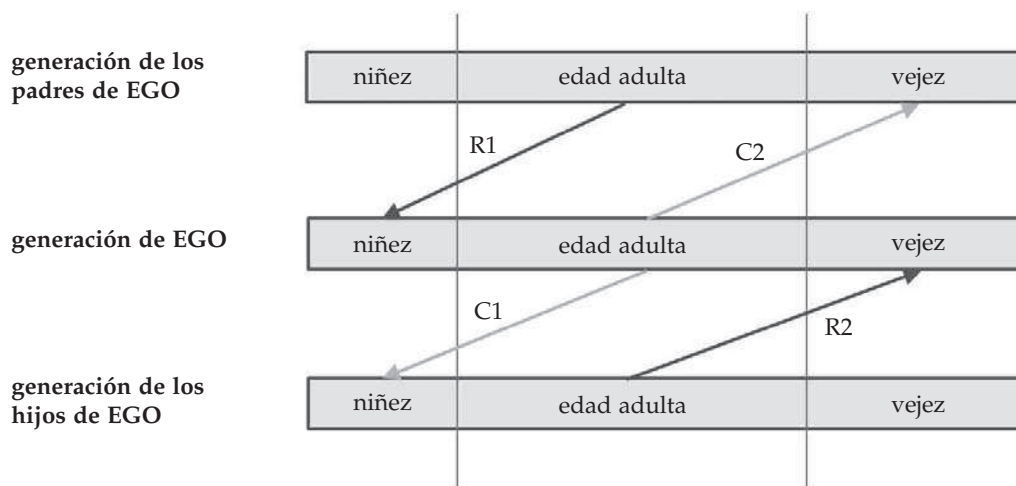 generación de los
padres de EGO
niñez edad adulta vejez
R1
C2
generación de EGO
niñez edad adulta vejez
C1
R2
generación de los
hijos de EGO
niñez edad adulta vejez